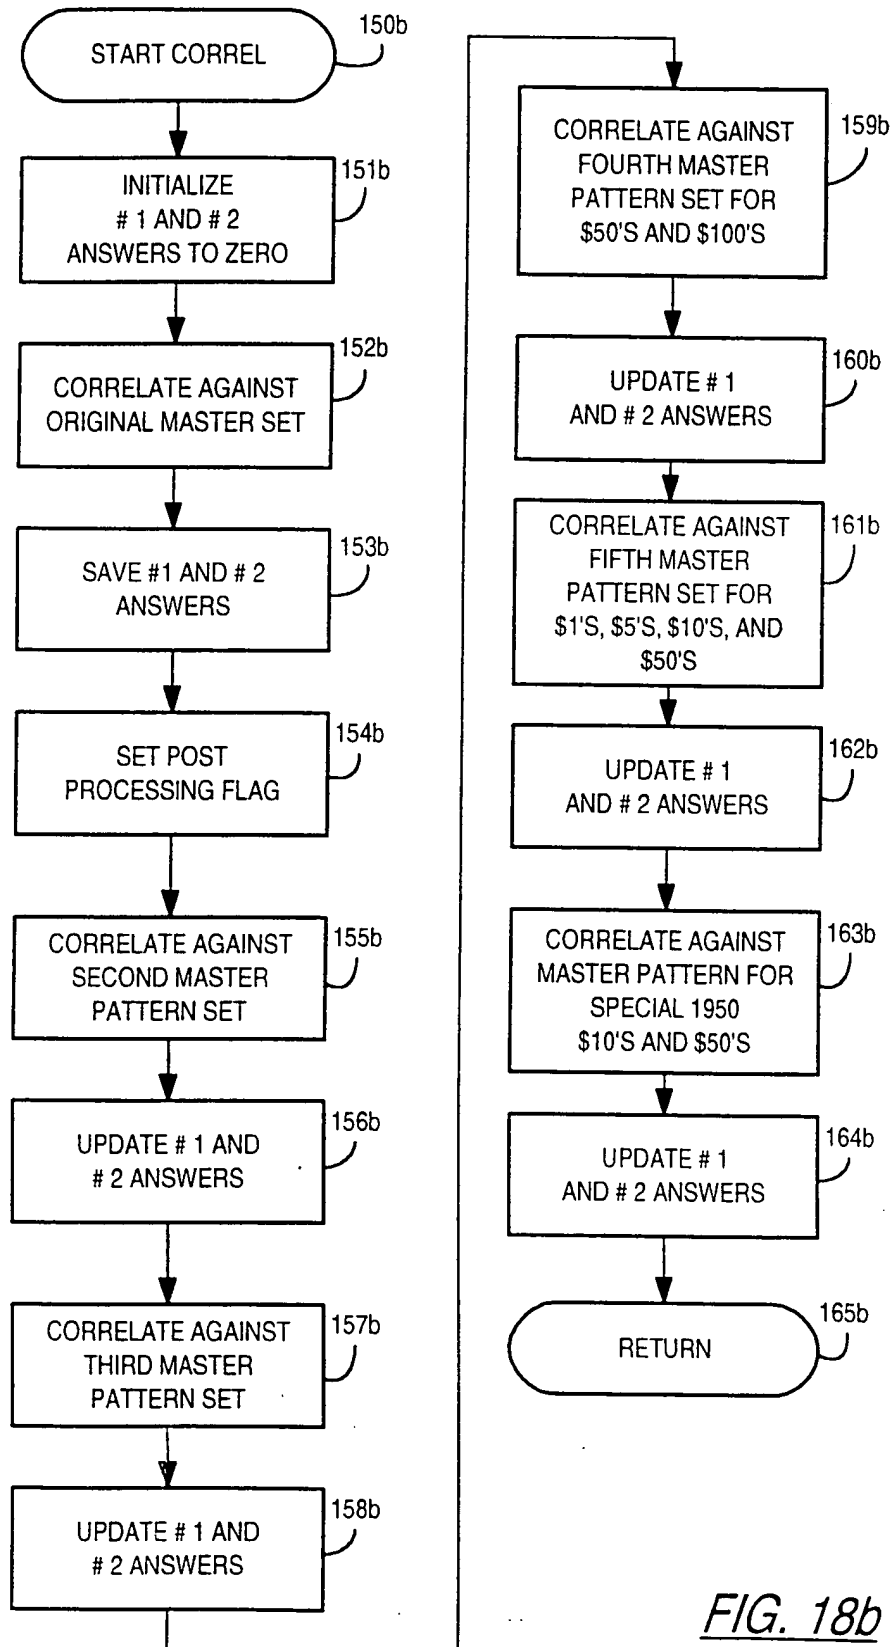 START CORREL
150b
INITIALIZE
# 1 AND # 2
ANSWERS TO ZERO
151b
CORRELATE AGAINST
ORIGINAL MASTER SET
152b
SAVE #1 AND # 2
ANSWERS
153b
SET POST
PROCESSING FLAG
154b
CORRELATE AGAINST
SECOND MASTER
PATTERN SET
155b
UPDATE # 1 AND
# 2 ANSWERS
156b
CORRELATE AGAINST
THIRD MASTER
PATTERN SET
157b
UPDATE # 1 AND
# 2 ANSWERS
158b
CORRELATE AGAINST
FOURTH MASTER
PATTERN SET FOR
$50'S AND $100'S
159b
UPDATE # 1
AND # 2 ANSWERS
160b
CORRELATE AGAINST
FIFTH MASTER
PATTERN SET FOR
$1'S, $5'S, $10'S, AND
$50'S
161b
UPDATE # 1
AND # 2 ANSWERS
162b
CORRELATE AGAINST
MASTER PATTERN FOR
SPECIAL 1950
$10'S AND $50'S
163b
UPDATE # 1
AND # 2 ANSWERS
164b
RETURN
165b
FIG. 18b